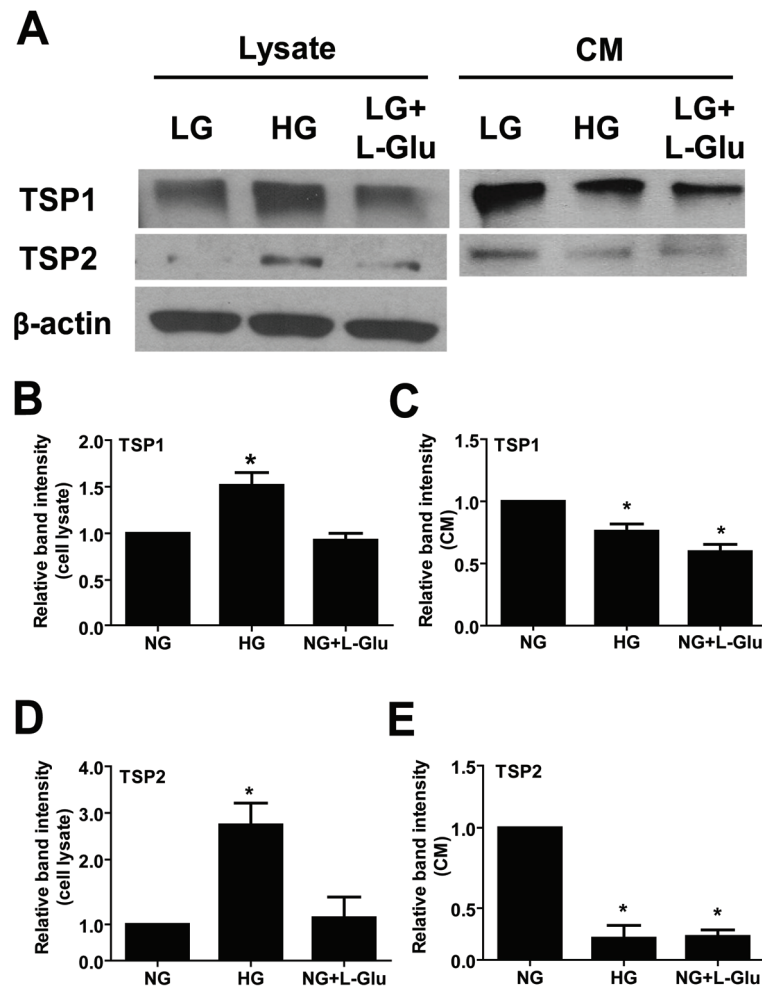 A
Lysate CM
LG HG LG+ L-Glu LG HG LG+ L-Glu
TSP1
TSP2
β-actin
B
TSP1
Relative band intensity
(cell lysate)
2.0
1.5
1.0
0.5
0.0
*
NG HG NG+L-Glu
C
TSP1
Relative band intensity
(CM)
1.5
1.0
0.5
0.0
* *
NG HG NG+L-Glu
D
TSP2
Relative band intensity
(cell lysate)
4.0
3.0
2.0
1.0
0.0
*
NG HG NG+L-Glu
E
TSP2
Relative band intensity
(CM)
1.5
1.0
0.5
0.0
* *
NG HG NG+L-Glu